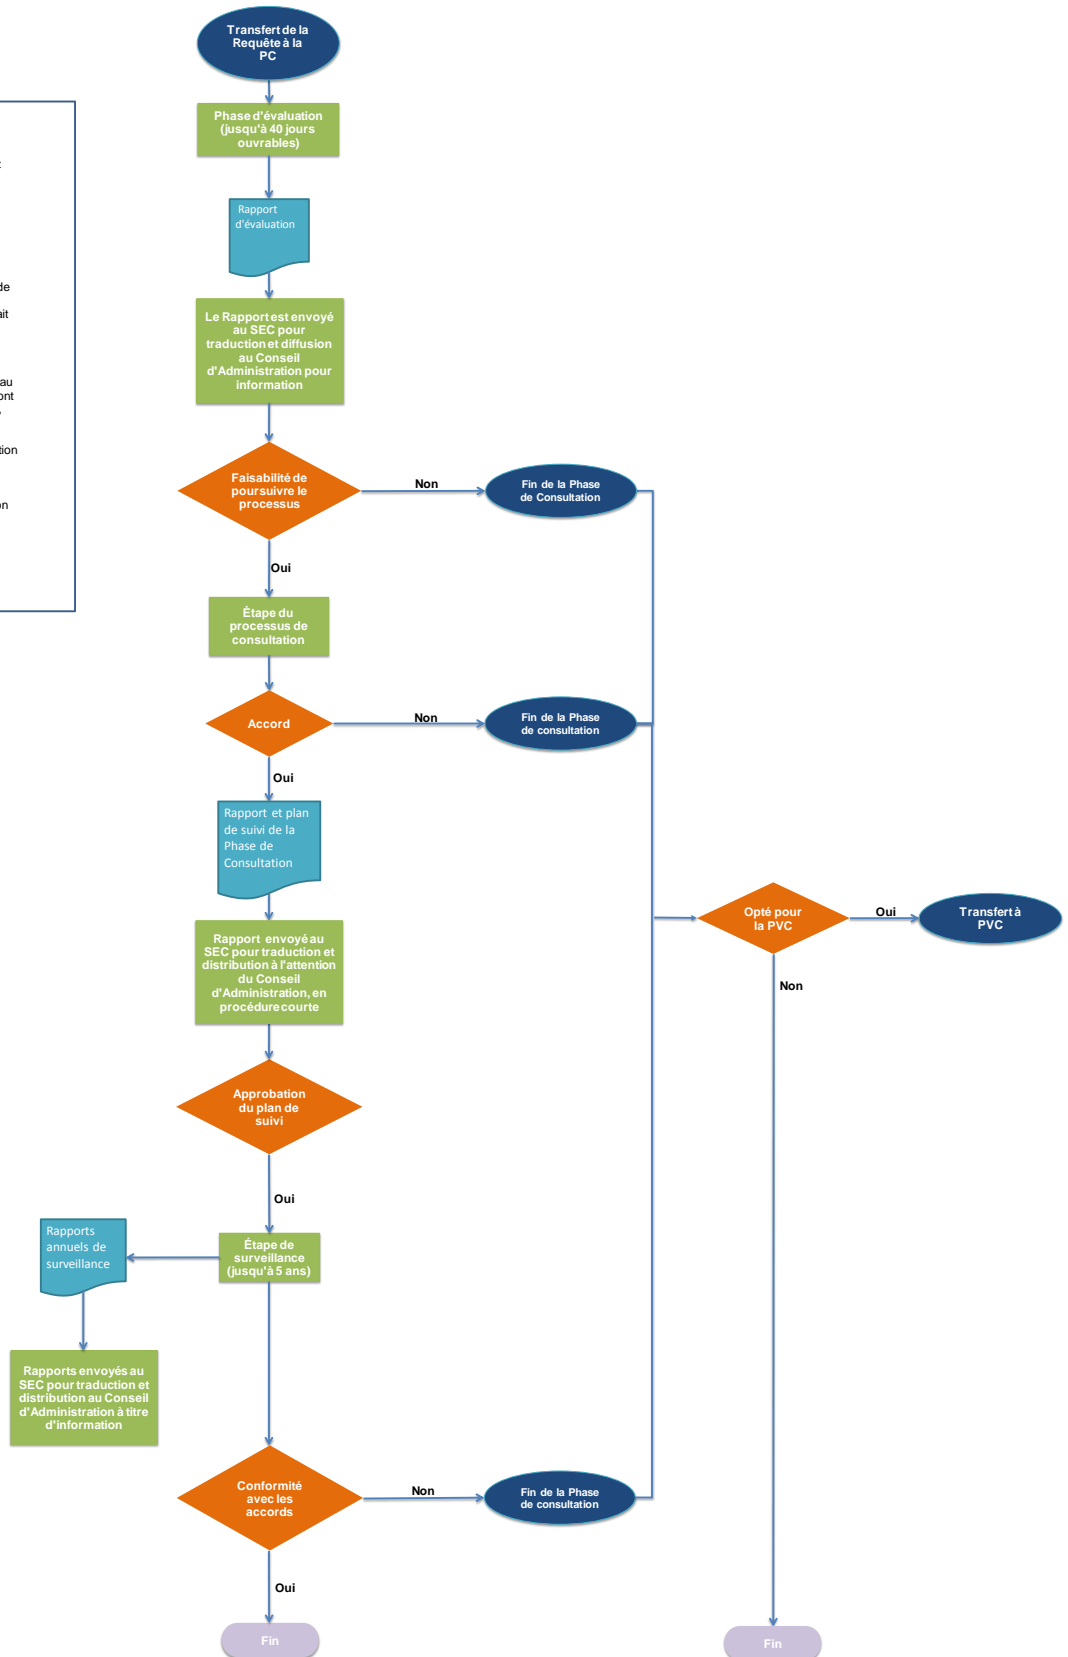 Transfert de la
Requête à la
PC
Phase d'évaluation
(jusqu'à 40 jours
ouvrables)
Rapport
d'évaluation
de
ait
au
ont
tion
on
Le Rapport est envoyé
au SEC pour
traduction et diffusion
au Conseil
d'Administration pour
information
Faisabilité de
poursuivre le
processus
Non
Fin de la Phase
de Consultation
Oui
Étape du
processus de
consultation
Accord
Non
Fin de la Phase
de consultation
Oui
Rapport et plan
de suivi de la
Phase de
Consultation
Opté pour
la PVC
Oui
Transfert à
PVC
Non
Rapport envoyé au
SEC pour traduction et
distribution à l'attention
du Conseil
d'Administration, en
procédure courte
Approbation
du plan de
suivi
Oui
Étape de
surveillance
(jusqu'à 5 ans)
Rapports
annuels de
surveillance
Rapports envoyés au
SEC pour traduction et
distribution au Conseil
d'Administration à titre
d'information
Conformité
avec les
accords
Non
Fin de la Phase
de consultation
Oui
Fin
Fin